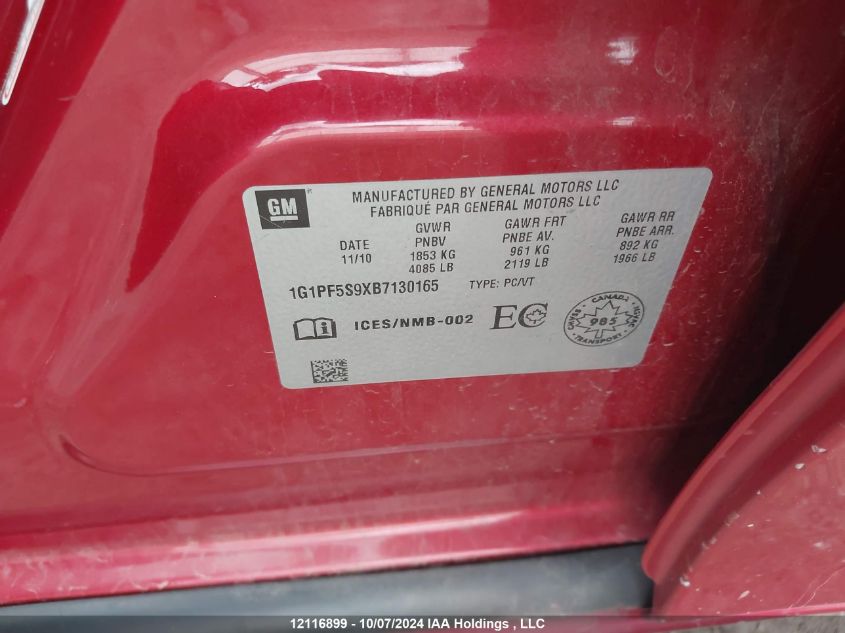 GM
MANUFACTURED BY GENERAL MOTORS LLC
FABRIQUÉ PAR GENERAL MOTORS LLC
DATE
11/10
GVWR
PNBV
1853 KG
4085 LB
GAWR FRT
PNBE AV.
961 KG
2119 LB
GAWR RR
PNBE ARR.
892 KG
1966 LB
1G1PF5S9XB7130165 TYPE: PC/VT
ICES/NMB-002 EC
CANADA
985
TRANSPORT
12116899 - 10/07/2024 IAA Holdings , LLC